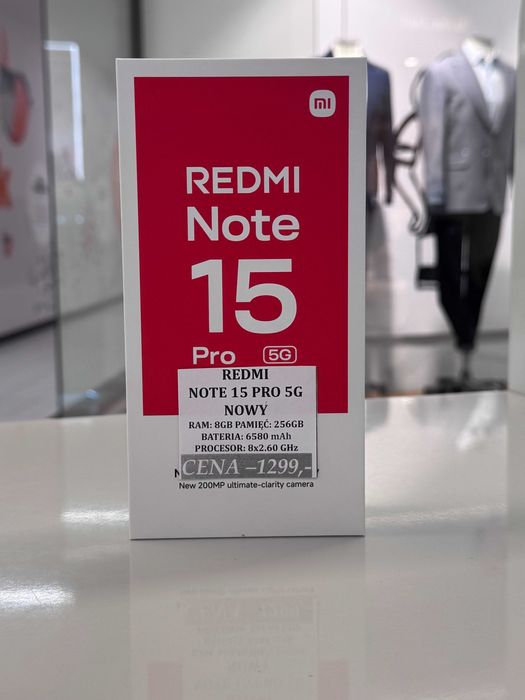 mi
REDMI
Note
15
Pro 5G
REDMI
NOTE 15 PRO 5G
NOWY
RAM: 8GB PAMIĘĆ: 256GB
BATERIA: 6580 mAh
PROCESOR: 8x2.60 GHz
CENA –1299,-
New 200MP ultimate-clarity camera